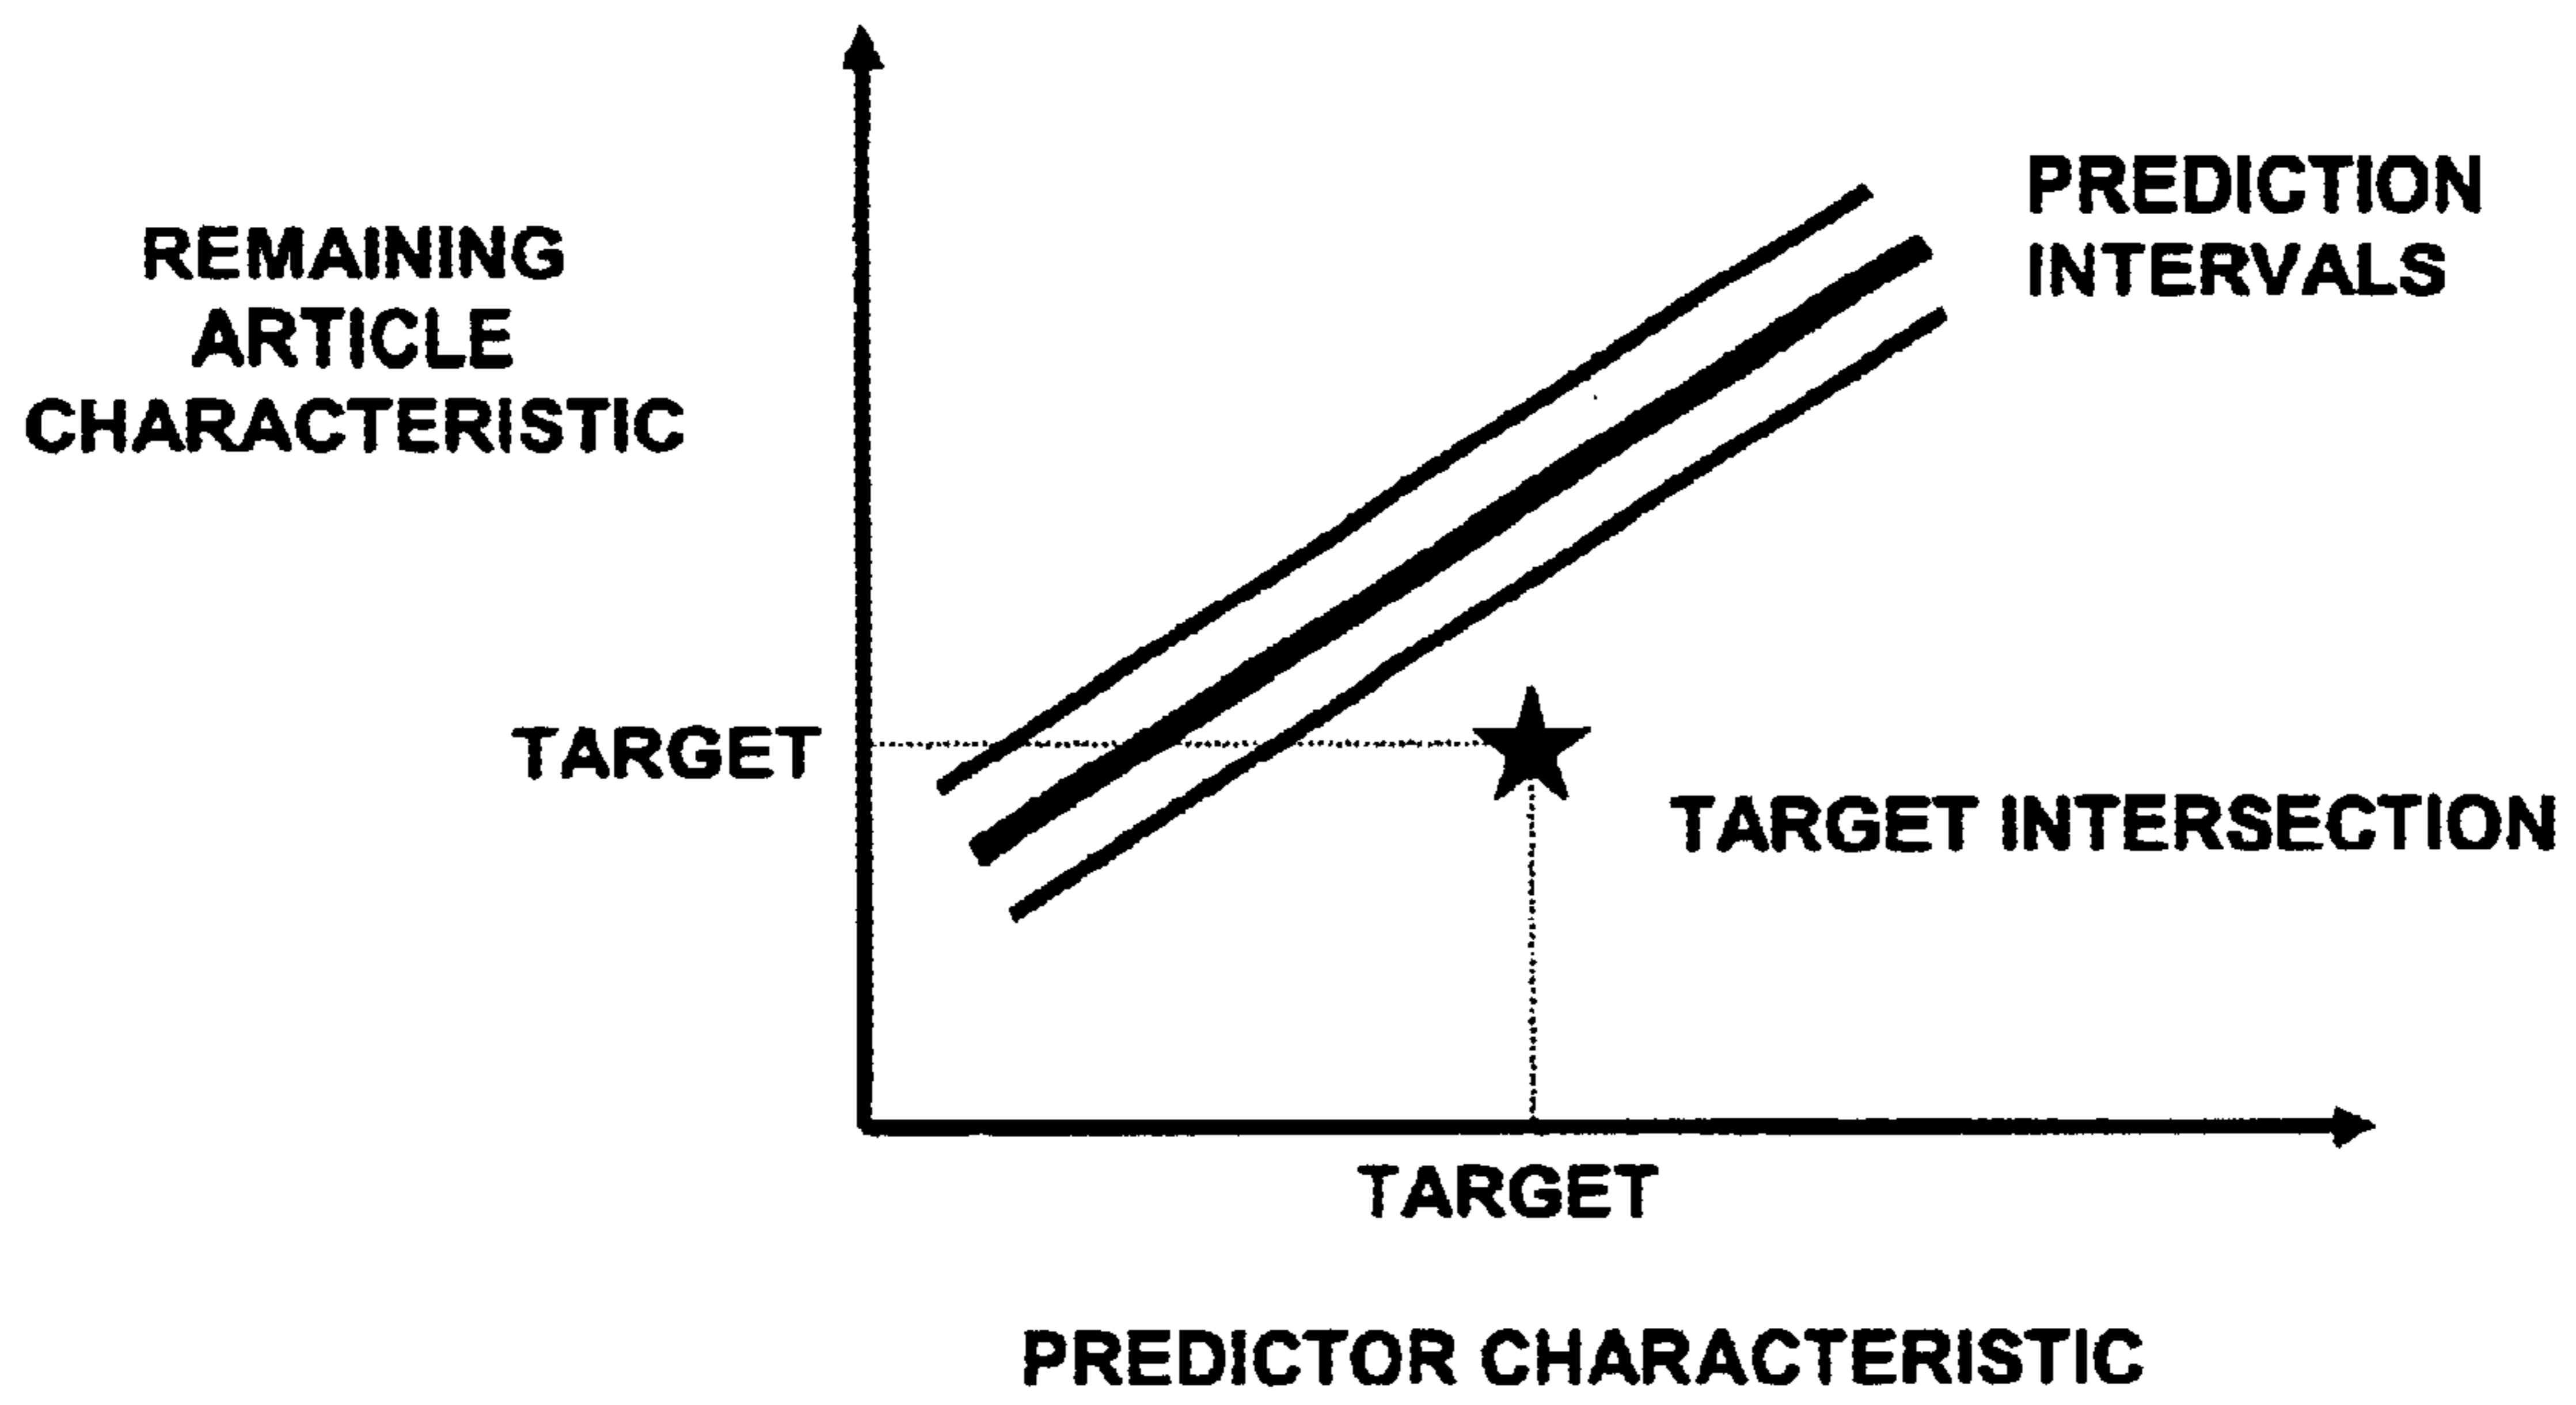 PREDICTION
INTERVALS
REMAINING
ARTICLE
CHARACTERISTIC
TARGET
TARGET INTERSECTION
TARGET
PREDICTOR CHARACTERISTIC